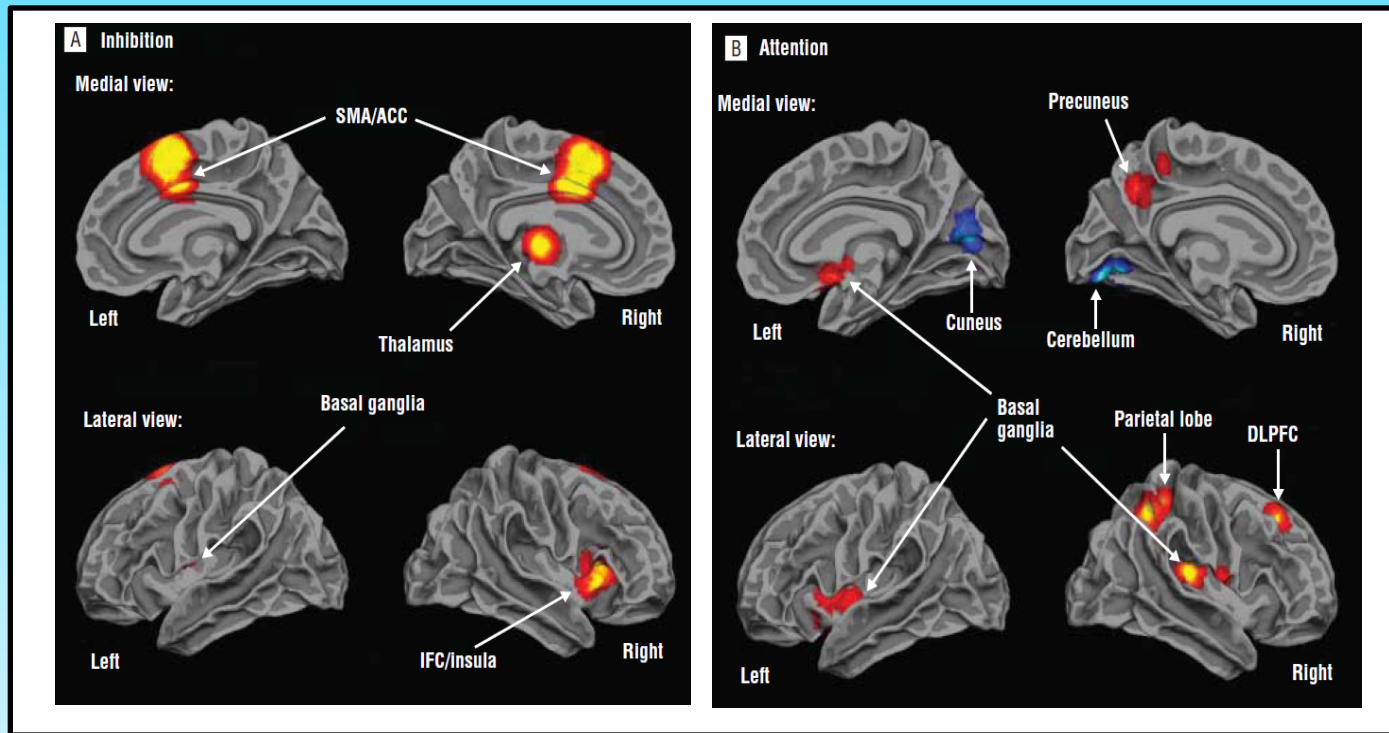 A Inhibition
Medial view:
SMA/ACC
Left
Right
Thalamus
Basal ganglia
Lateral view:
Left
IFC/insula
Right
B Attention
Medial view:
Precuneus
Left
Cuneus
Cerebellum
Right
Basal
ganglia
Parietal lobe
DLPFC
Lateral view:
Left
Right